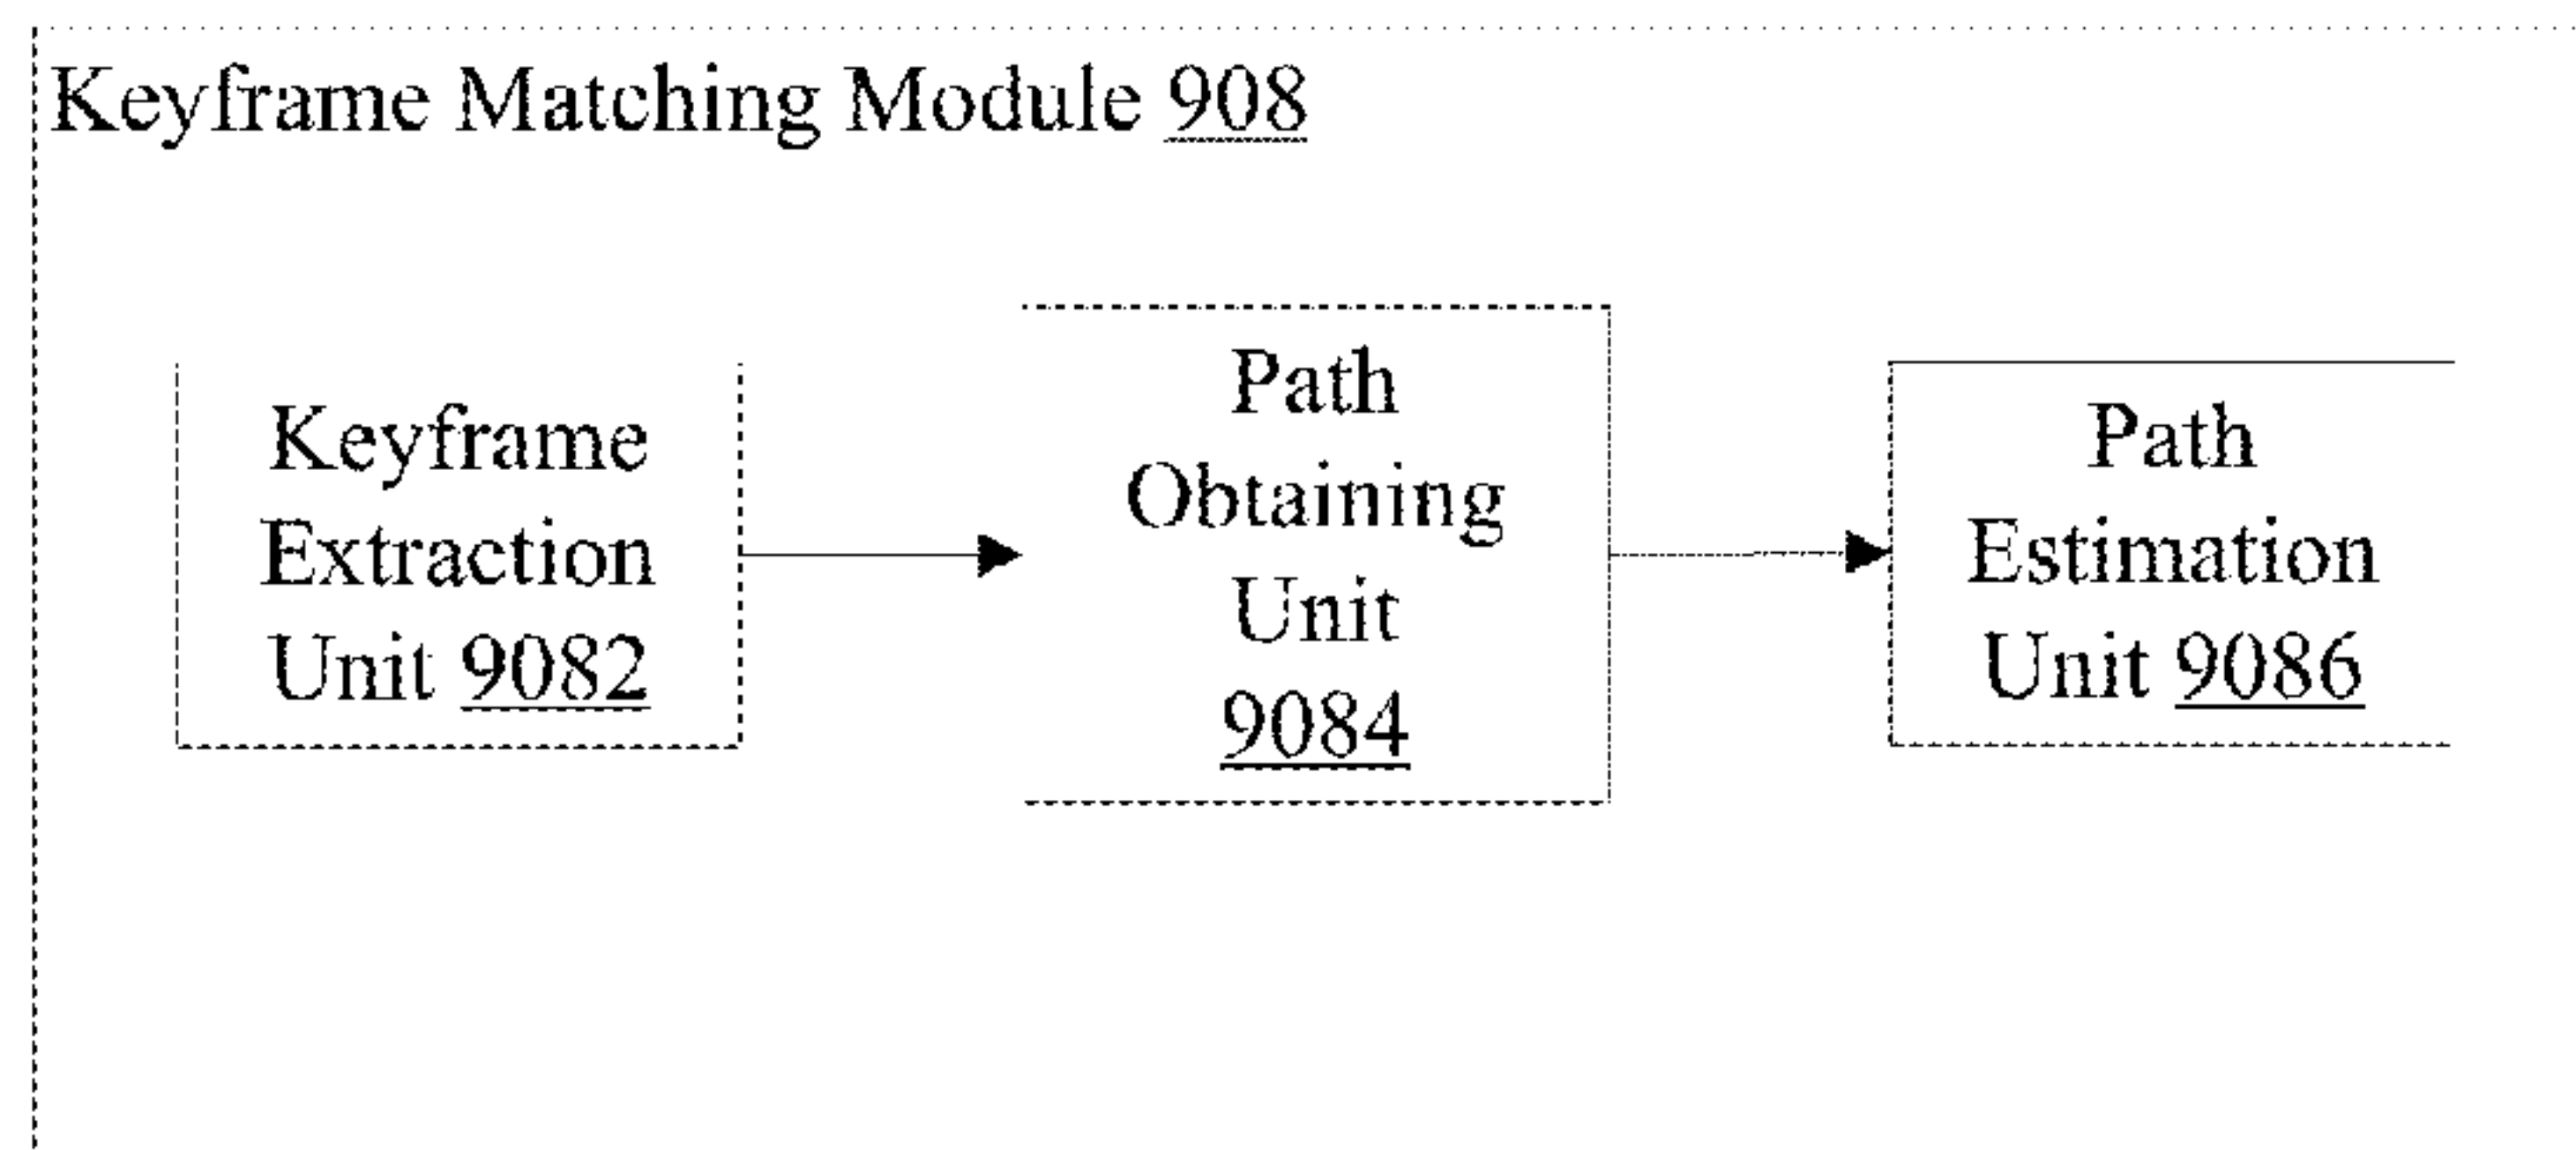 Keyframe Matching Module 908
Keyframe
Extraction
Unit 9082
Path
Obtaining
Unit
9084
Path
Estimation
Unit 9086